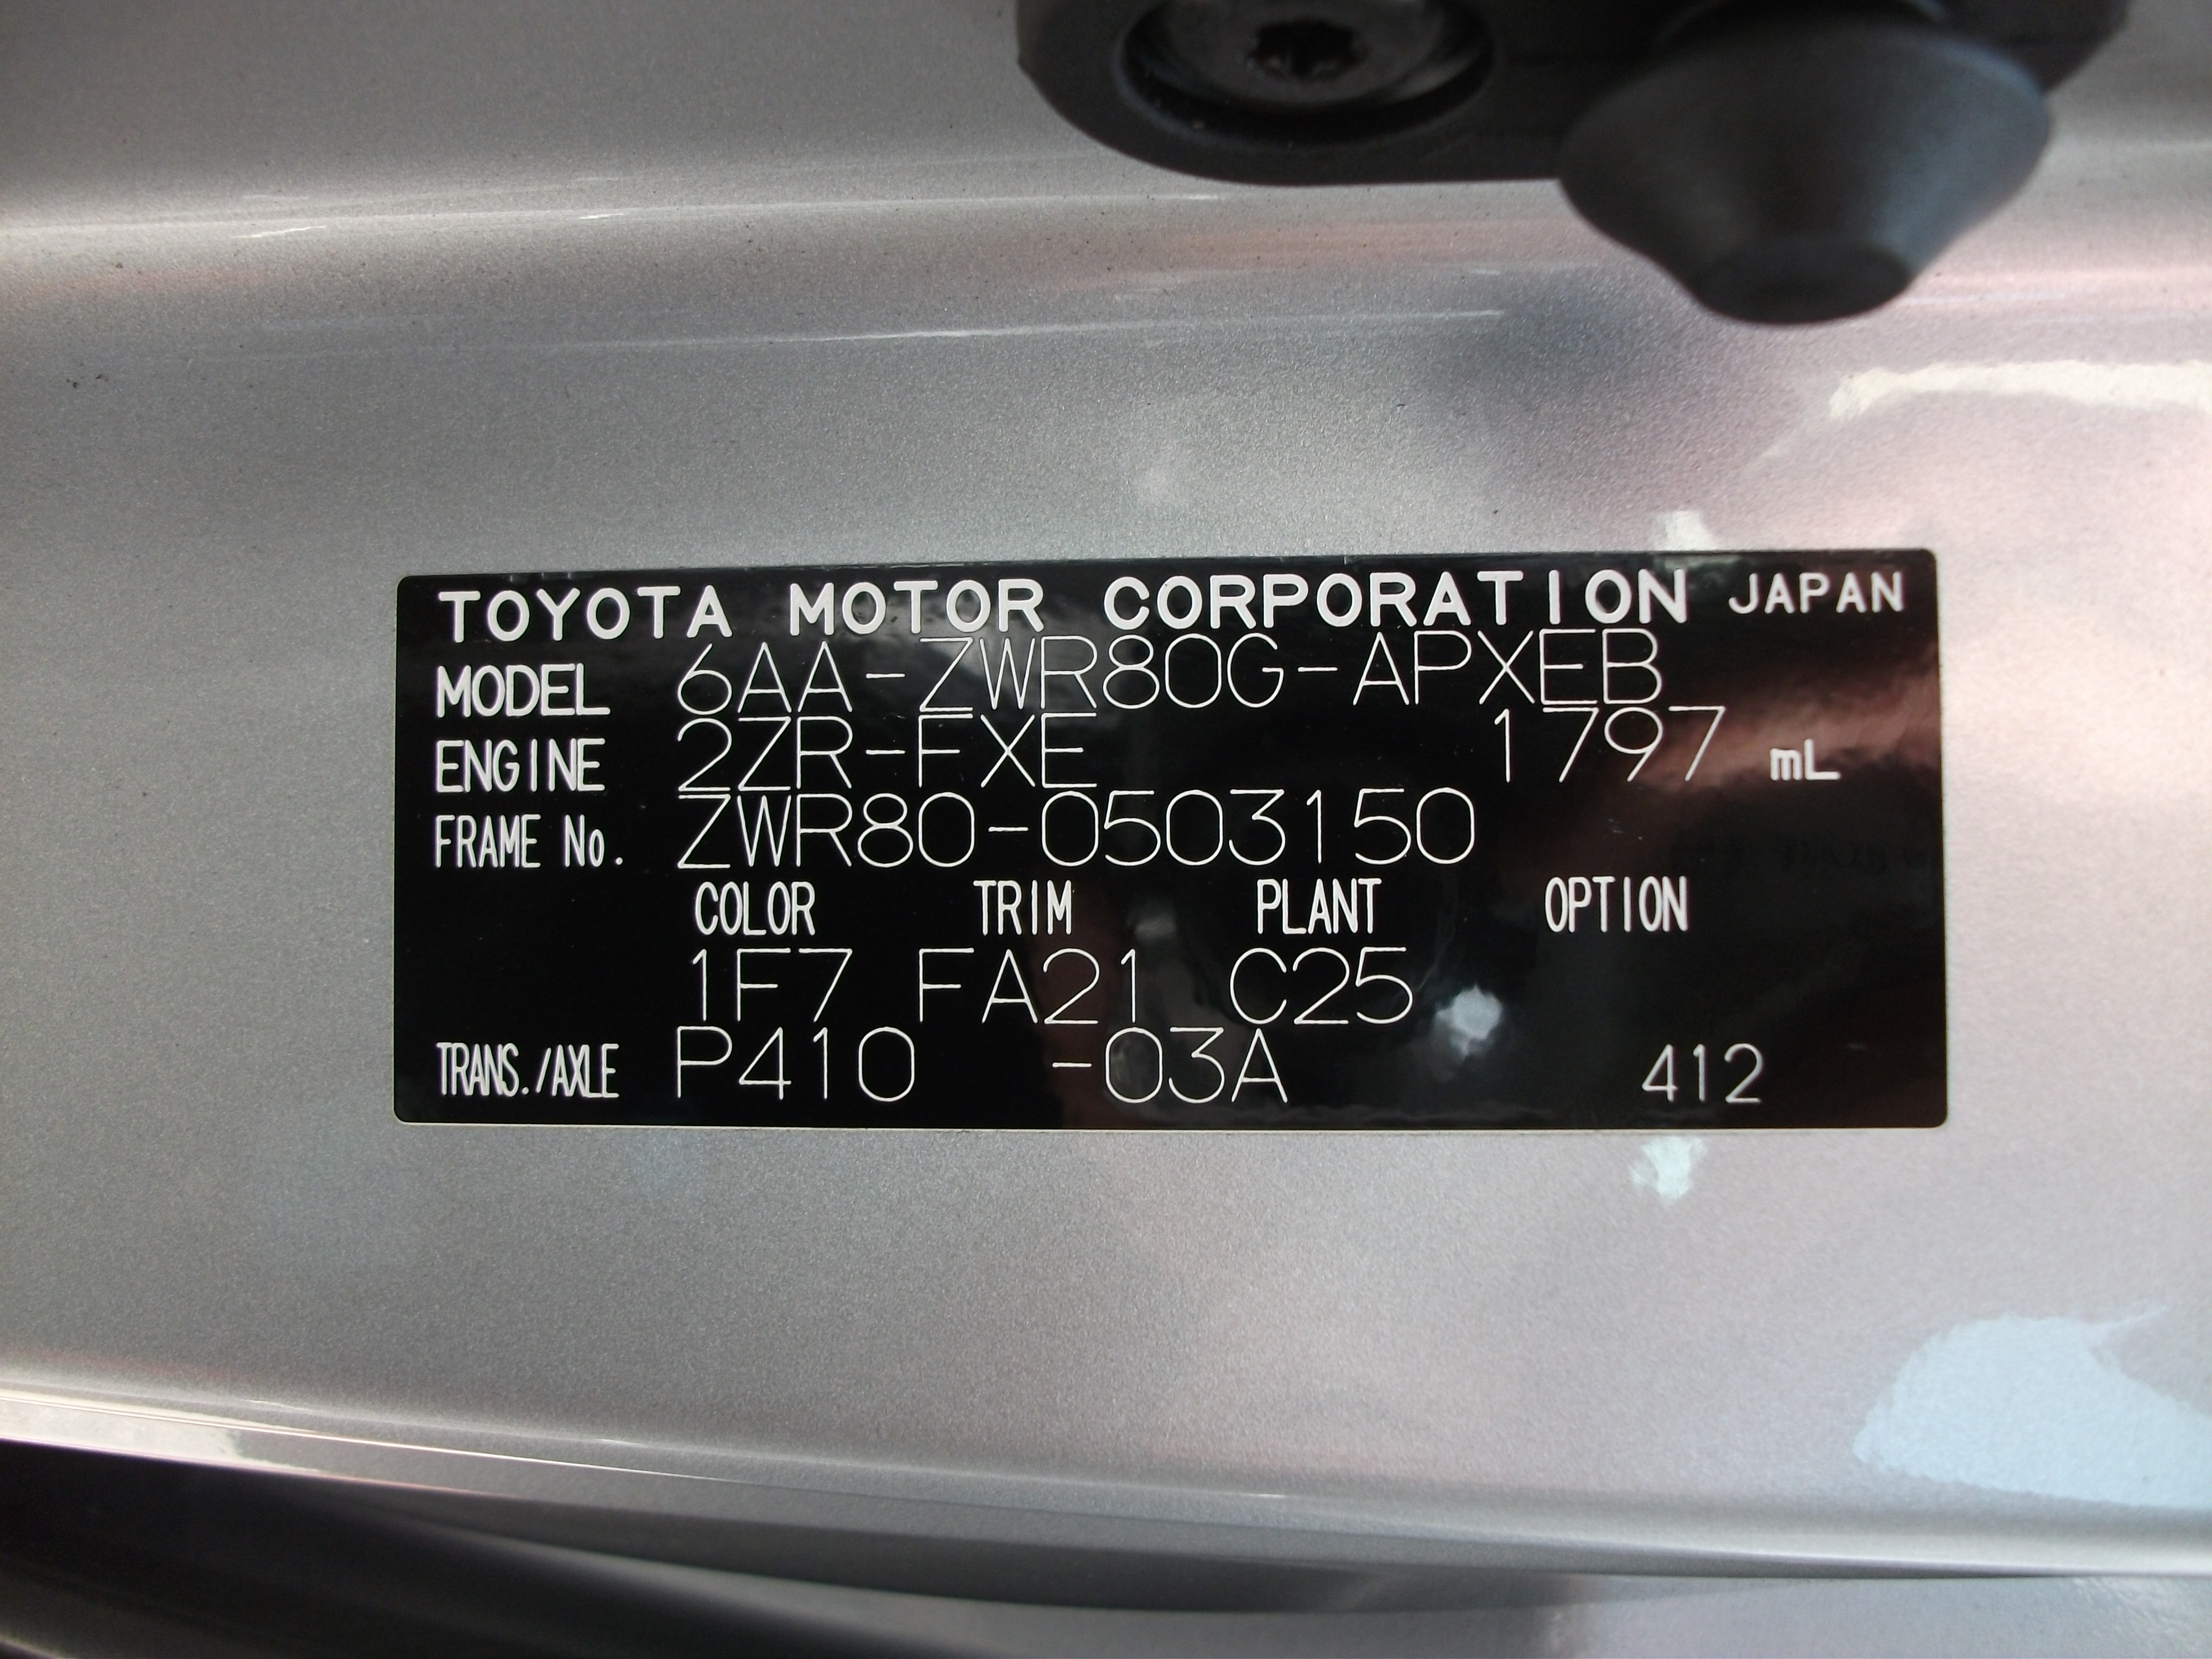 TOYOTA MOTOR CORPORATION JAPAN
MODEL 6AA-ZWR80G-APXEB
ENGINE 2ZR-FXE 1797 mL
FRAME No. ZWR80-0503150
COLOR TRIM PLANT OPTION
1F7 FA21 C25
TRANS./AXLE P410 -03A 412